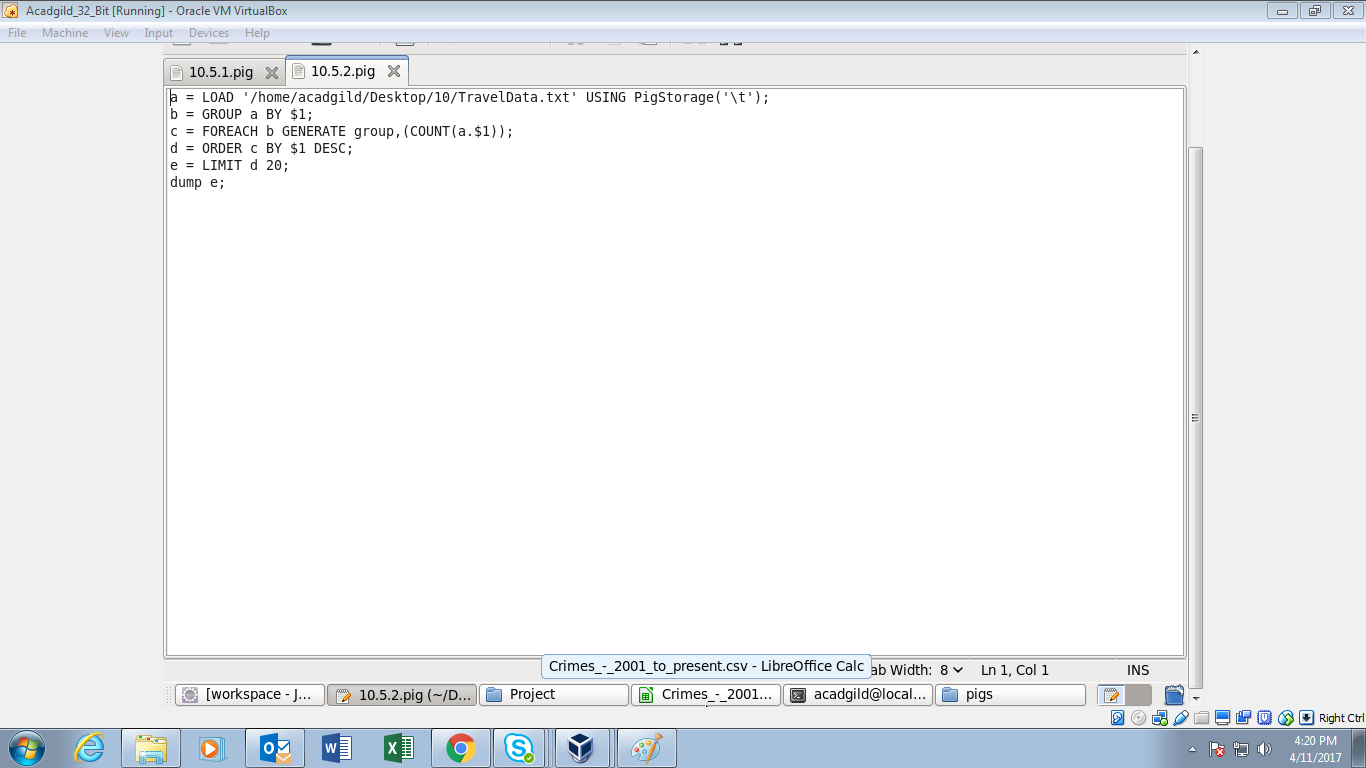 Acadgild_32_Bit [Running] - Oracle VM VirtualBox
File Machine View Input Devices Help
10.5.1.pig 10.5.2.pig
a = LOAD '/home/acadgild/Desktop/10/TravelData.txt' USING PigStorage('\t');
b = GROUP a BY $1;
c = FOREACH b GENERATE group,(COUNT(a.$1));
d = ORDER c BY $1 DESC;
e = LIMIT d 20;
dump e;
Crimes_-_2001_to_present.csv - LibreOffice Calc
ab Width: 8 Ln 1, Col 1 INS
[workspace - J... 10.5.2.pig (~/D... Project Crimes_-_2001... acadgild@local... pigs
Right Ctrl
4:20 PM
4/11/2017